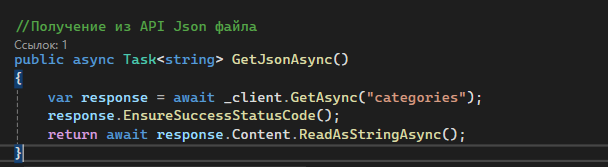 //Получение из API Json файла
Ссылок: 1
public async Task<string> GetJsonAsync()
{
var response = await _client.GetAsync("categories");
response.EnsureSuccessStatusCode();
return await response.Content.ReadAsStringAsync();
}